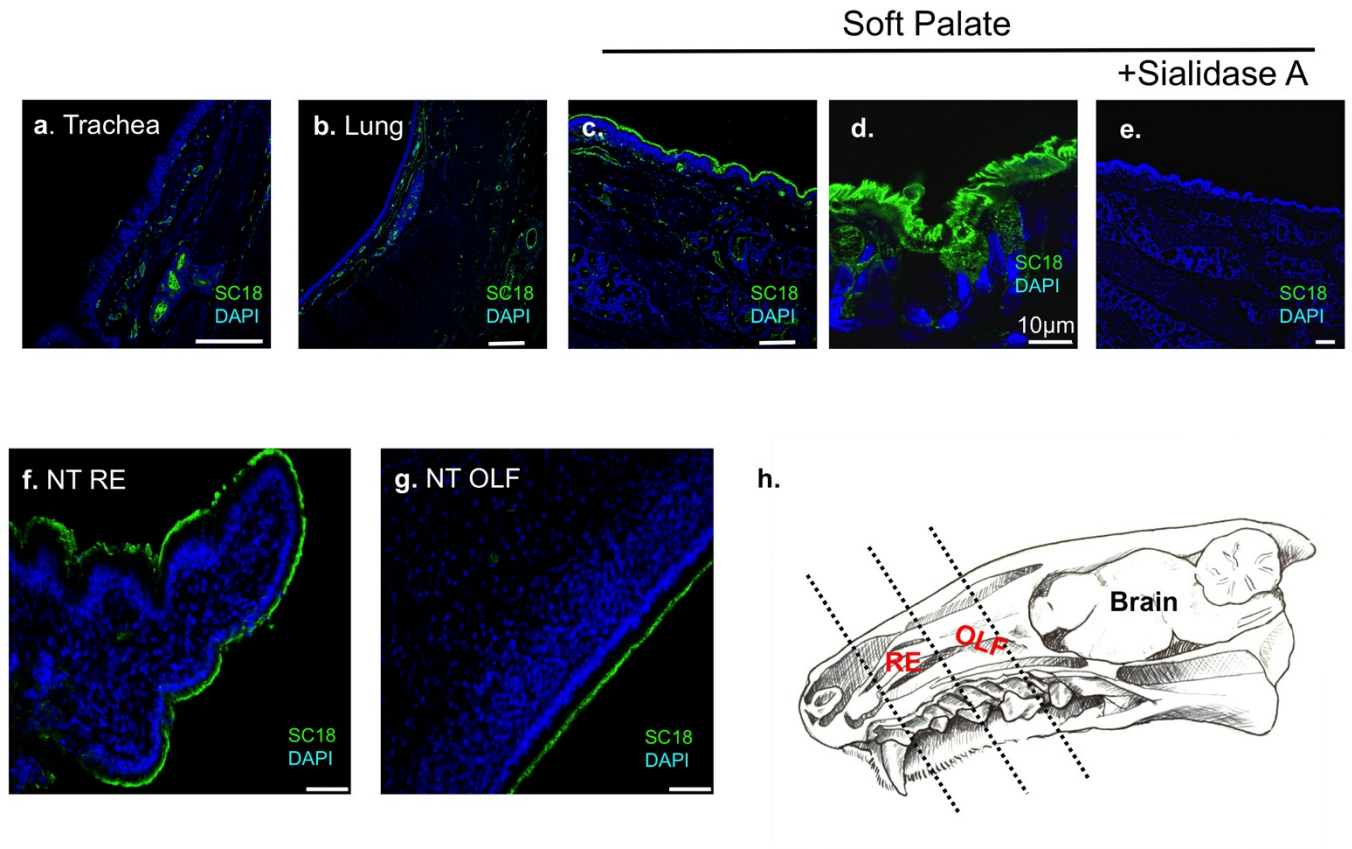 Soft Palate
+Sialidase A
a. Trachea
SC18
DAPI
b. Lung
SC18
DAPI
c.
SC18
DAPI
d.
SC18
DAPI
10µm
e.
SC18
DAPI
f. NT RE
SC18
DAPI
g. NT OLF
SC18
DAPI
h.
Brain
OLF
RE